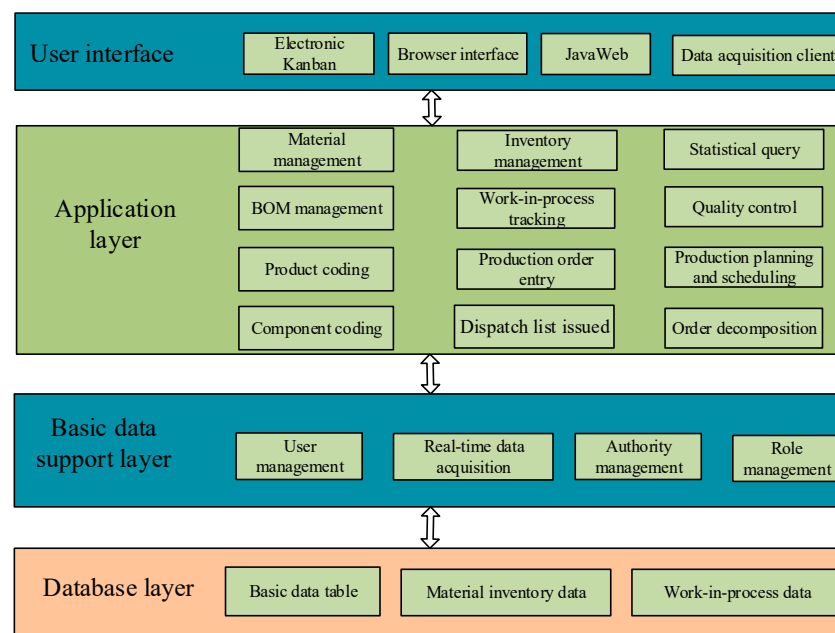 User interface
Electronic
Kanban
Browser interface
JavaWeb
Data acquisition client
Application
layer
Material
management
Inventory
management
Statistical query
BOM management
Work-in-process
tracking
Quality control
Product coding
Production order
entry
Production planning
and scheduling
Component coding
Dispatch list issued
Order decomposition
Basic data
support layer
User
management
Real-time data
acquisition
Authority
management
Role
management
Database layer
Basic data table
Material inventory data
Work-in-process data